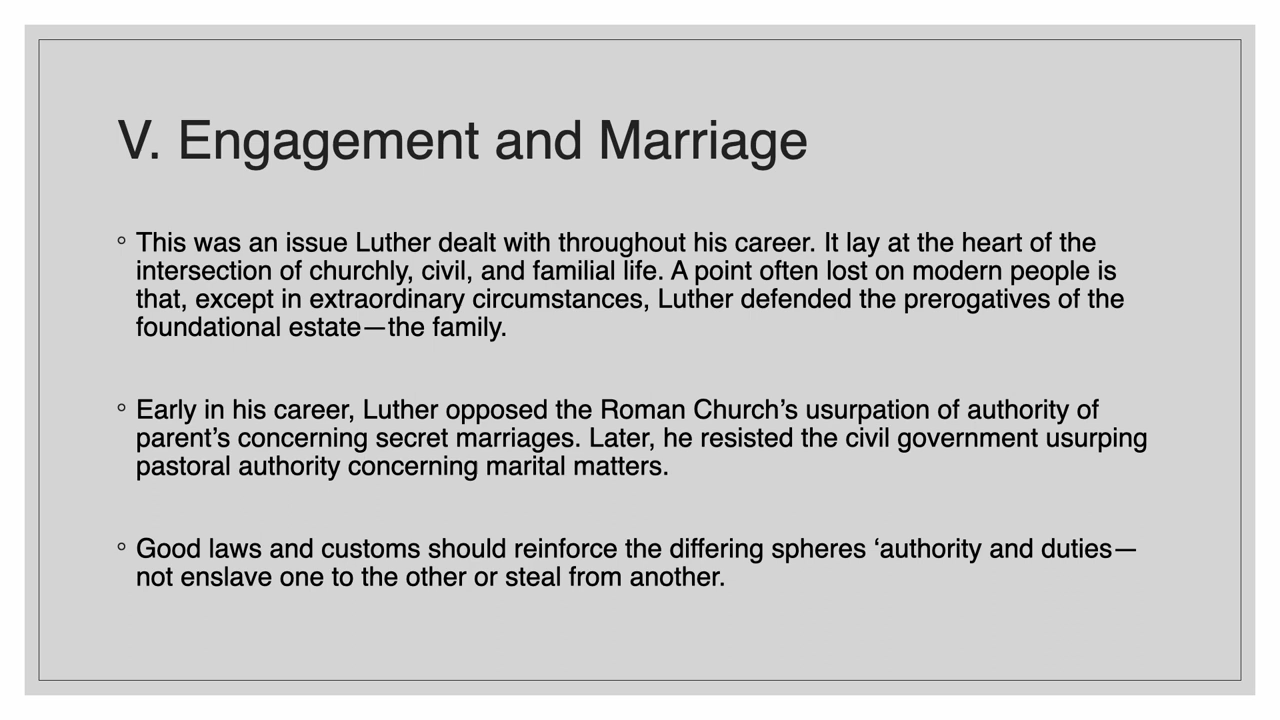 V. Engagement and Marriage
◦ This was an issue Luther dealt with throughout his career. It lay at the heart of the
intersection of churchly, civil, and familial life. A point often lost on modern people is
that, except in extraordinary circumstances, Luther defended the prerogatives of the
foundational estate—the family.
◦ Early in his career, Luther opposed the Roman Church’s usurpation of authority of
parent’s concerning secret marriages. Later, he resisted the civil government usurping
pastoral authority concerning marital matters.
◦ Good laws and customs should reinforce the differing spheres ‘authority and duties—
not enslave one to the other or steal from another.